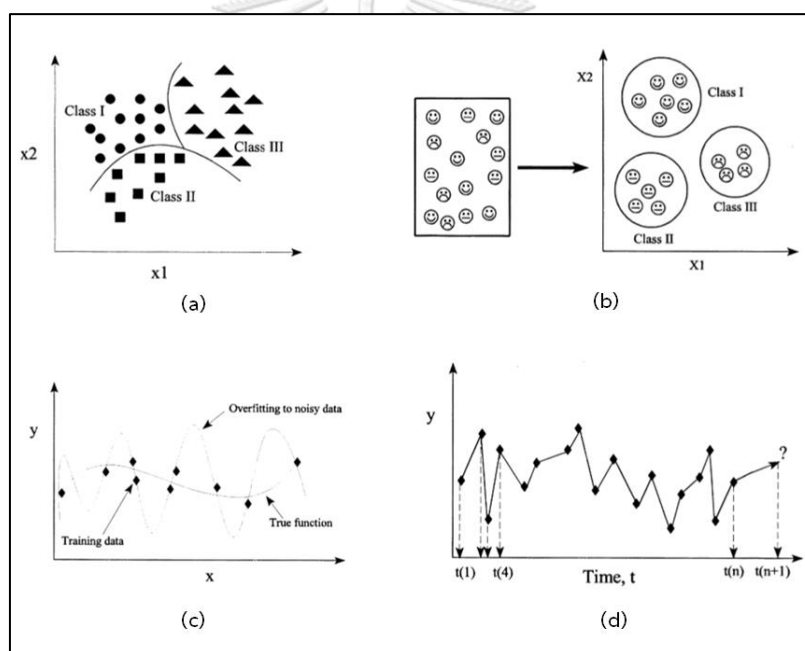 x2
Class I
Class III
Class II
x1
(a)
X2
Class I
Class III
Class II
X1
(b)
y
Overfitting to noisy data
True function
Training data
x
(c)
y
?
t(1)
t(4)
Time, t
t(n)
t(n+1)
(d)